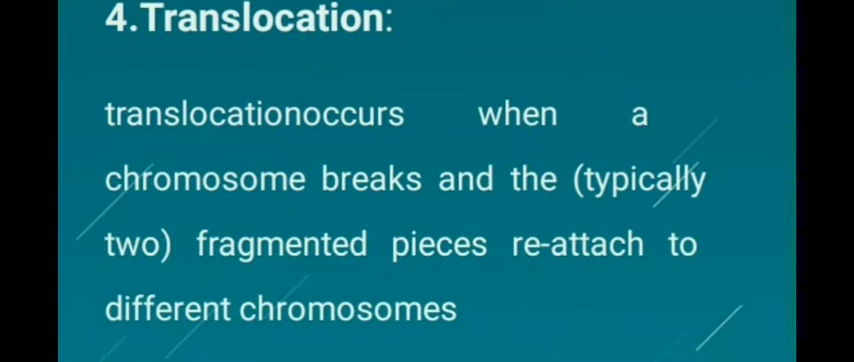 4.Translocation:
translocationoccurs when a
chromosome breaks and the (typically
two) fragmented pieces re-attach to
different chromosomes